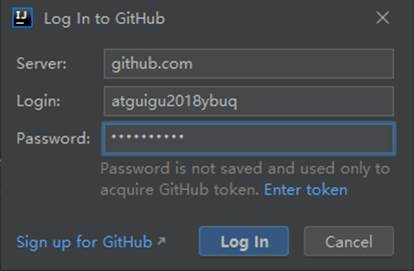 IJ Log In to GitHub
Server: github.com
Login: atguigu2018ybuq
Password: ••••••••••
Password is not saved and used only to
acquire GitHub token. Enter token
Sign up for GitHub ↗ Log In Cancel